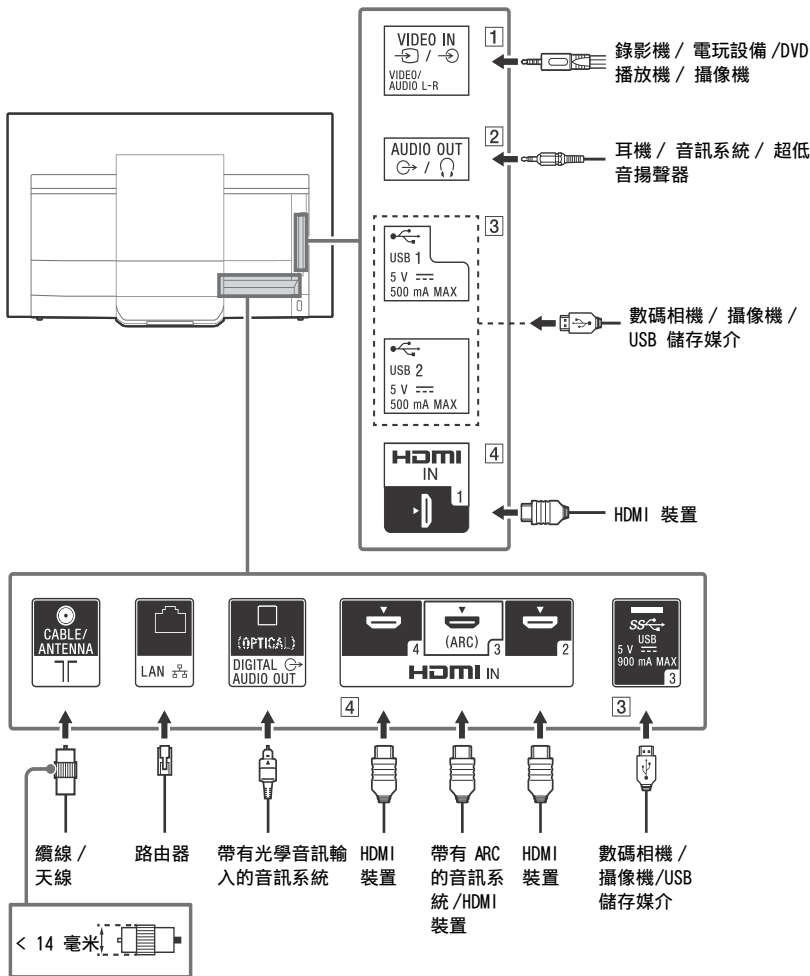 VIDEO IN
1
VIDEO/
AUDIO L-R
錄影機 / 電玩設備 /DVD
播放機 / 攝像機
AUDIO OUT
2
耳機 / 音訊系統 / 超低
音揚聲器
3
USB 1
5 V
500 mA MAX
數碼相機 / 攝像機 /
USB 儲存媒介
USB 2
5 V
500 mA MAX
HDMI
IN
4
1
HDMI 裝置
CABLE/
ANTENNA
LAN
(OPTICAL)
DIGITAL
AUDIO OUT
4
(ARC)
3
2
HDMI IN
4
SS
USB
5 V
900 mA MAX
3
3
纜線 /
天線
路由器
帶有光學音訊輸
入的音訊系統
HDMI
裝置
帶有 ARC
的音訊系
統 /HDMI
裝置
HDMI
裝置
數碼相機 /
攝像機/USB
儲存媒介
< 14 毫米